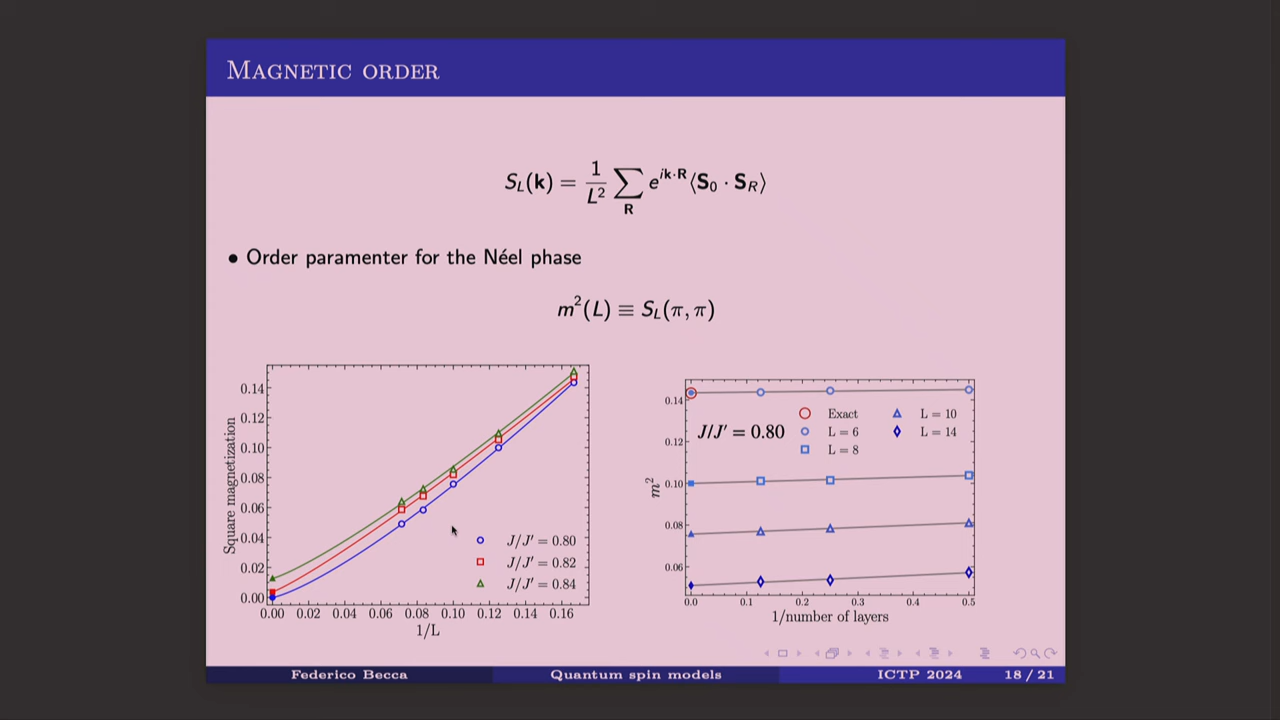 Magnetic order
S_L(k) = 1/L² ∑_R e^{ik·R} ⟨S_0 · S_R⟩
• Order paramenter for the Néel phase
m²(L) ≡ S_L(π, π)
Square magnetization
0.14
0.12
0.10
0.08
0.06
0.04
0.02
0.00
J/J′ = 0.80
J/J′ = 0.82
J/J′ = 0.84
0.00 0.02 0.04 0.06 0.08 0.10 0.12 0.14 0.16
1/L
m²
0.14
0.12
0.10
0.08
0.06
J/J′ = 0.80
Exact
L = 6
L = 8
L = 10
L = 14
0.0 0.1 0.2 0.3 0.4 0.5
1/number of layers
Federico Becca Quantum spin models ICTP 2024 18 / 21